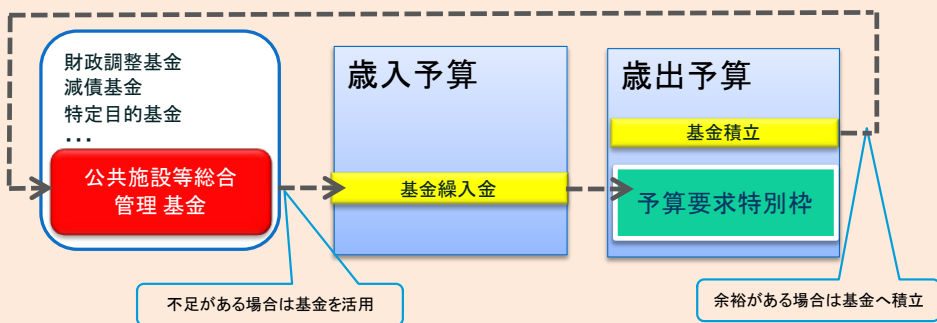 財政調整基金
減債基金
特定目的基金
・・・
公共施設等総合
管理 基金
歳入予算
基金繰入金
歳出予算
基金積立
予算要求特別枠
不足がある場合は基金を活用
余裕がある場合は基金へ積立